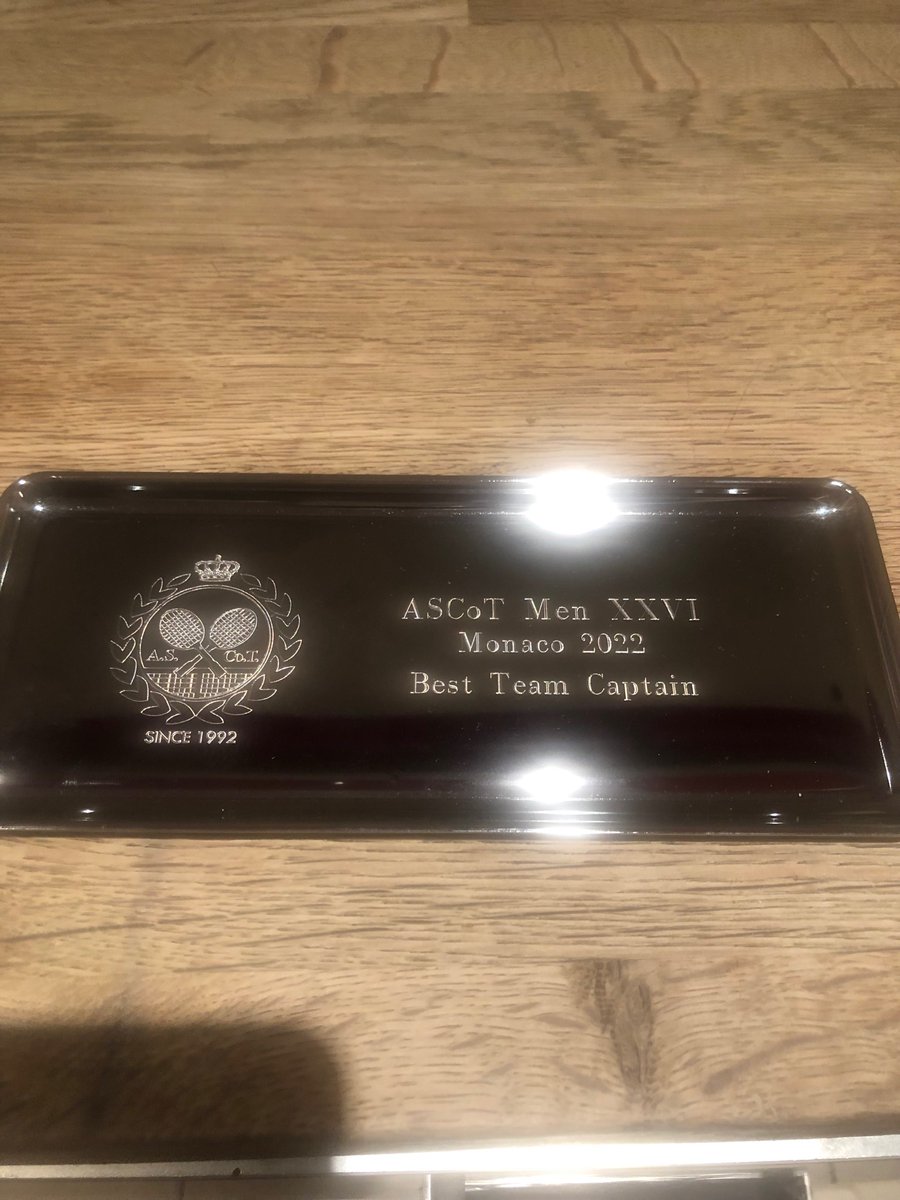 A.S. Co.T.
SINCE 1992
ASCoT Men XXVI
Monaco 2022
Best Team Captain